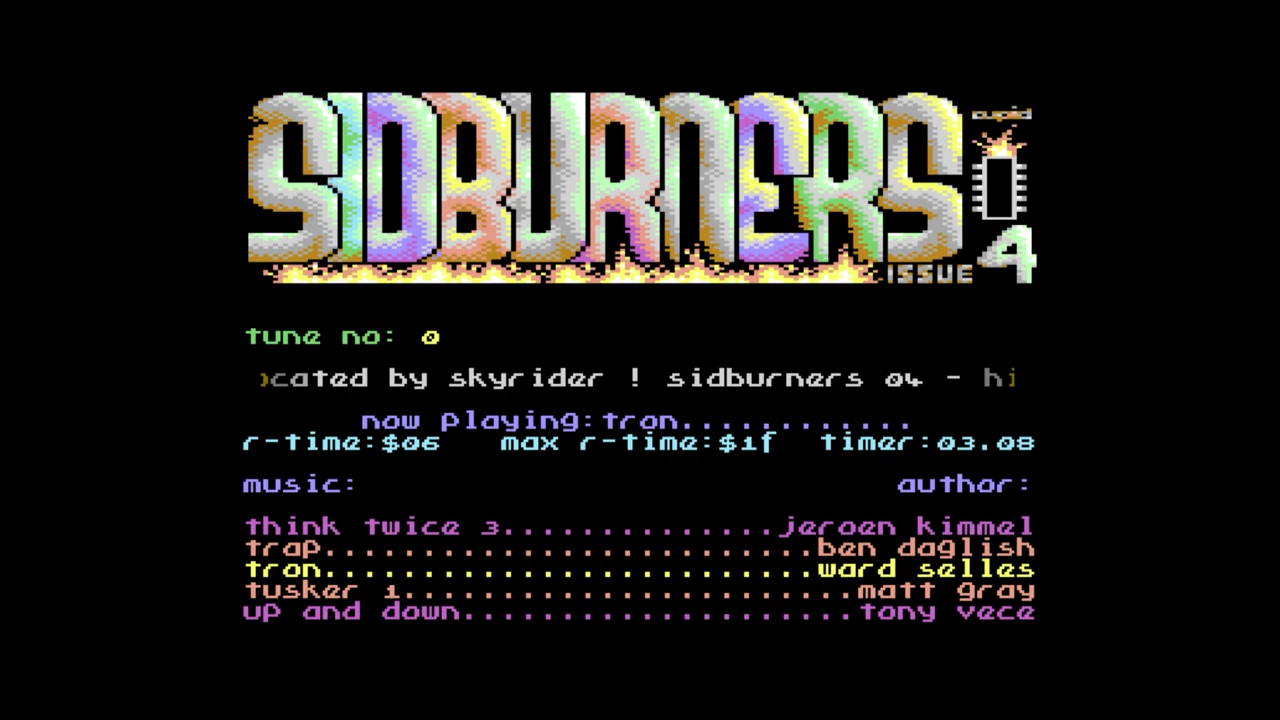 SIDBURNERS
cupid
ISSUE 4
tune no: 0
ocated by skyrider ! sidburners 04 - hi
now playing:tron............
r-time:$06 max r-time:$1f timer:03.08
music: author:
think twice 3..............jeroen kimmel
trap.........................ben daglish
tron.........................ward selles
tusker 1.......................matt gray
up and down....................tony vece